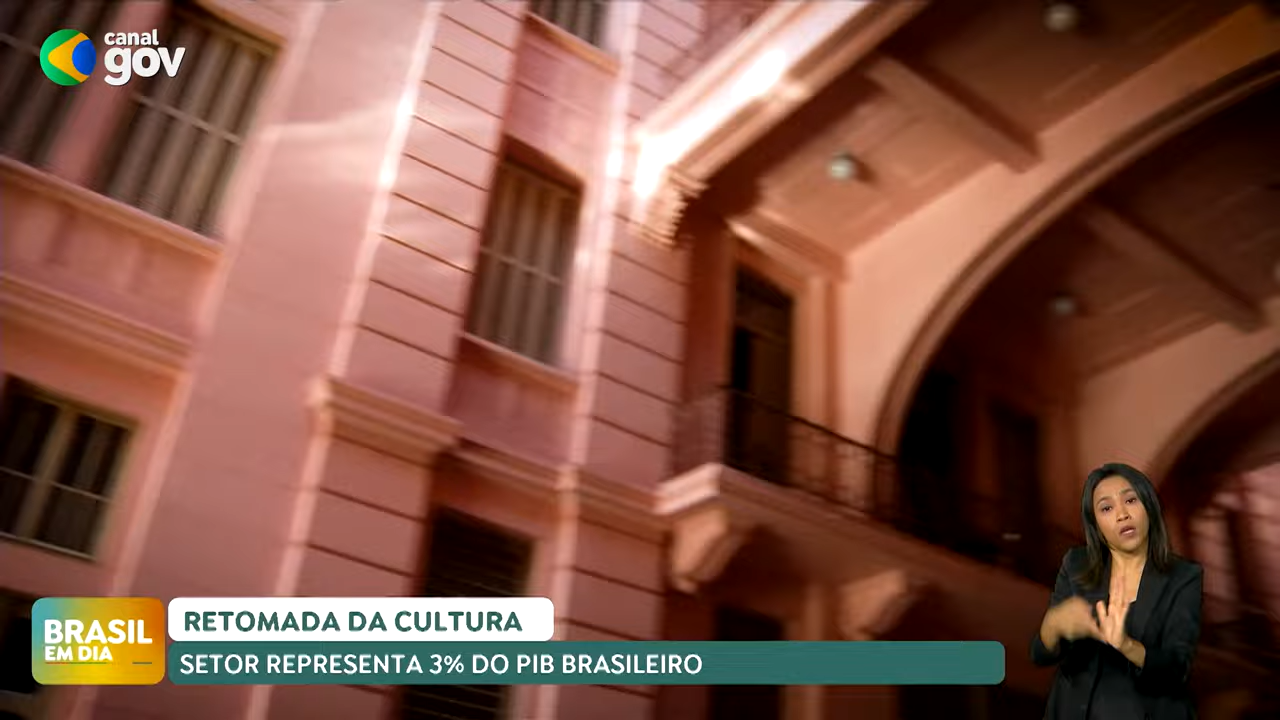 canal
gov
RETOMADA DA CULTURA
BRASIL
EM DIA
SETOR REPRESENTA 3% DO PIB BRASILEIRO